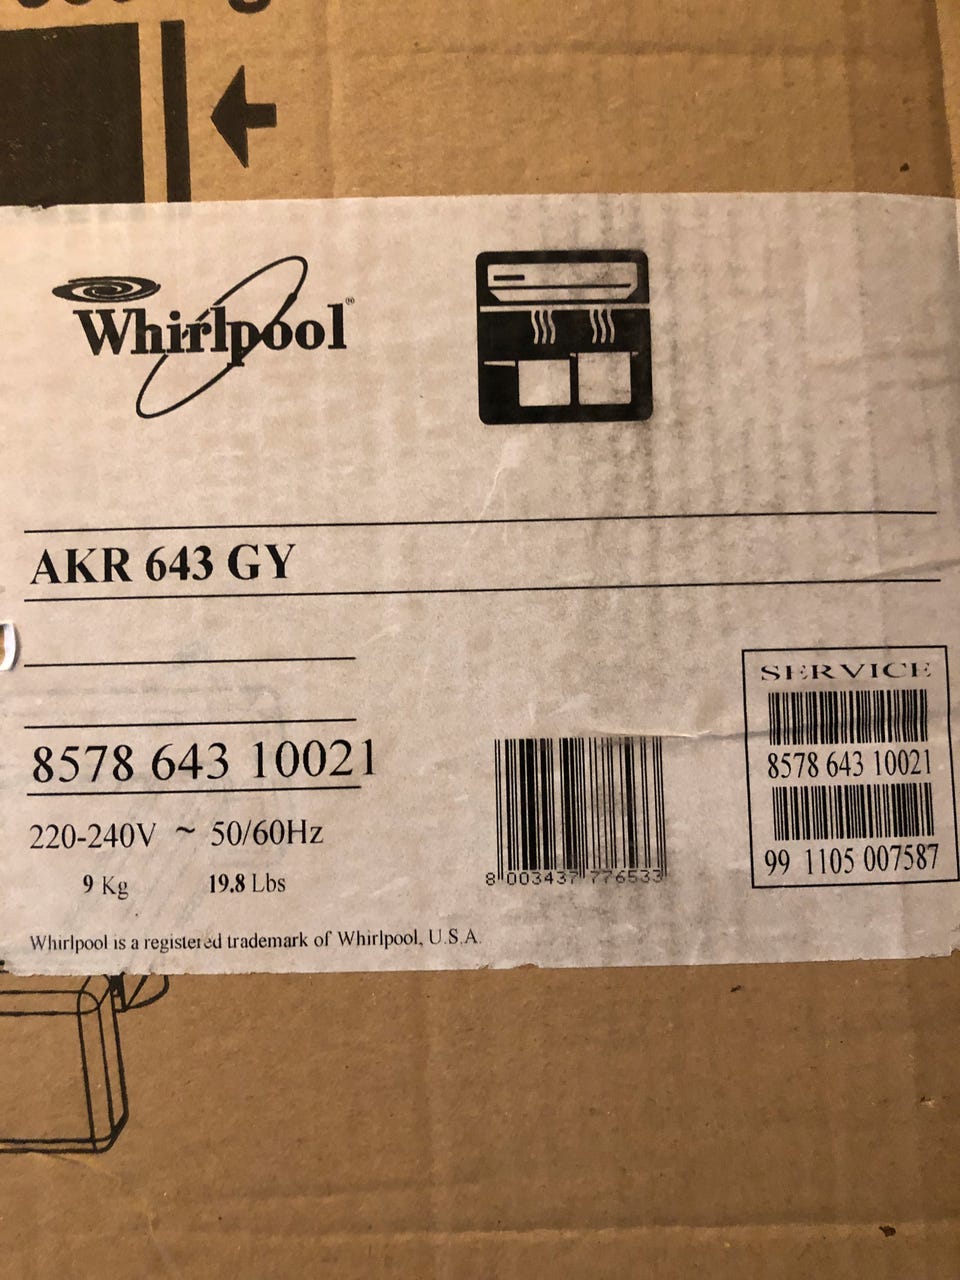 Whirlpool®
AKR 643 GY
8578 643 10021
220-240V ~ 50/60Hz
9 Kg 19.8 Lbs
Whirlpool is a registered trademark of Whirlpool, U.S.A.
8 003437 776533
SERVICE
8578 643 10021
99 1105 007587